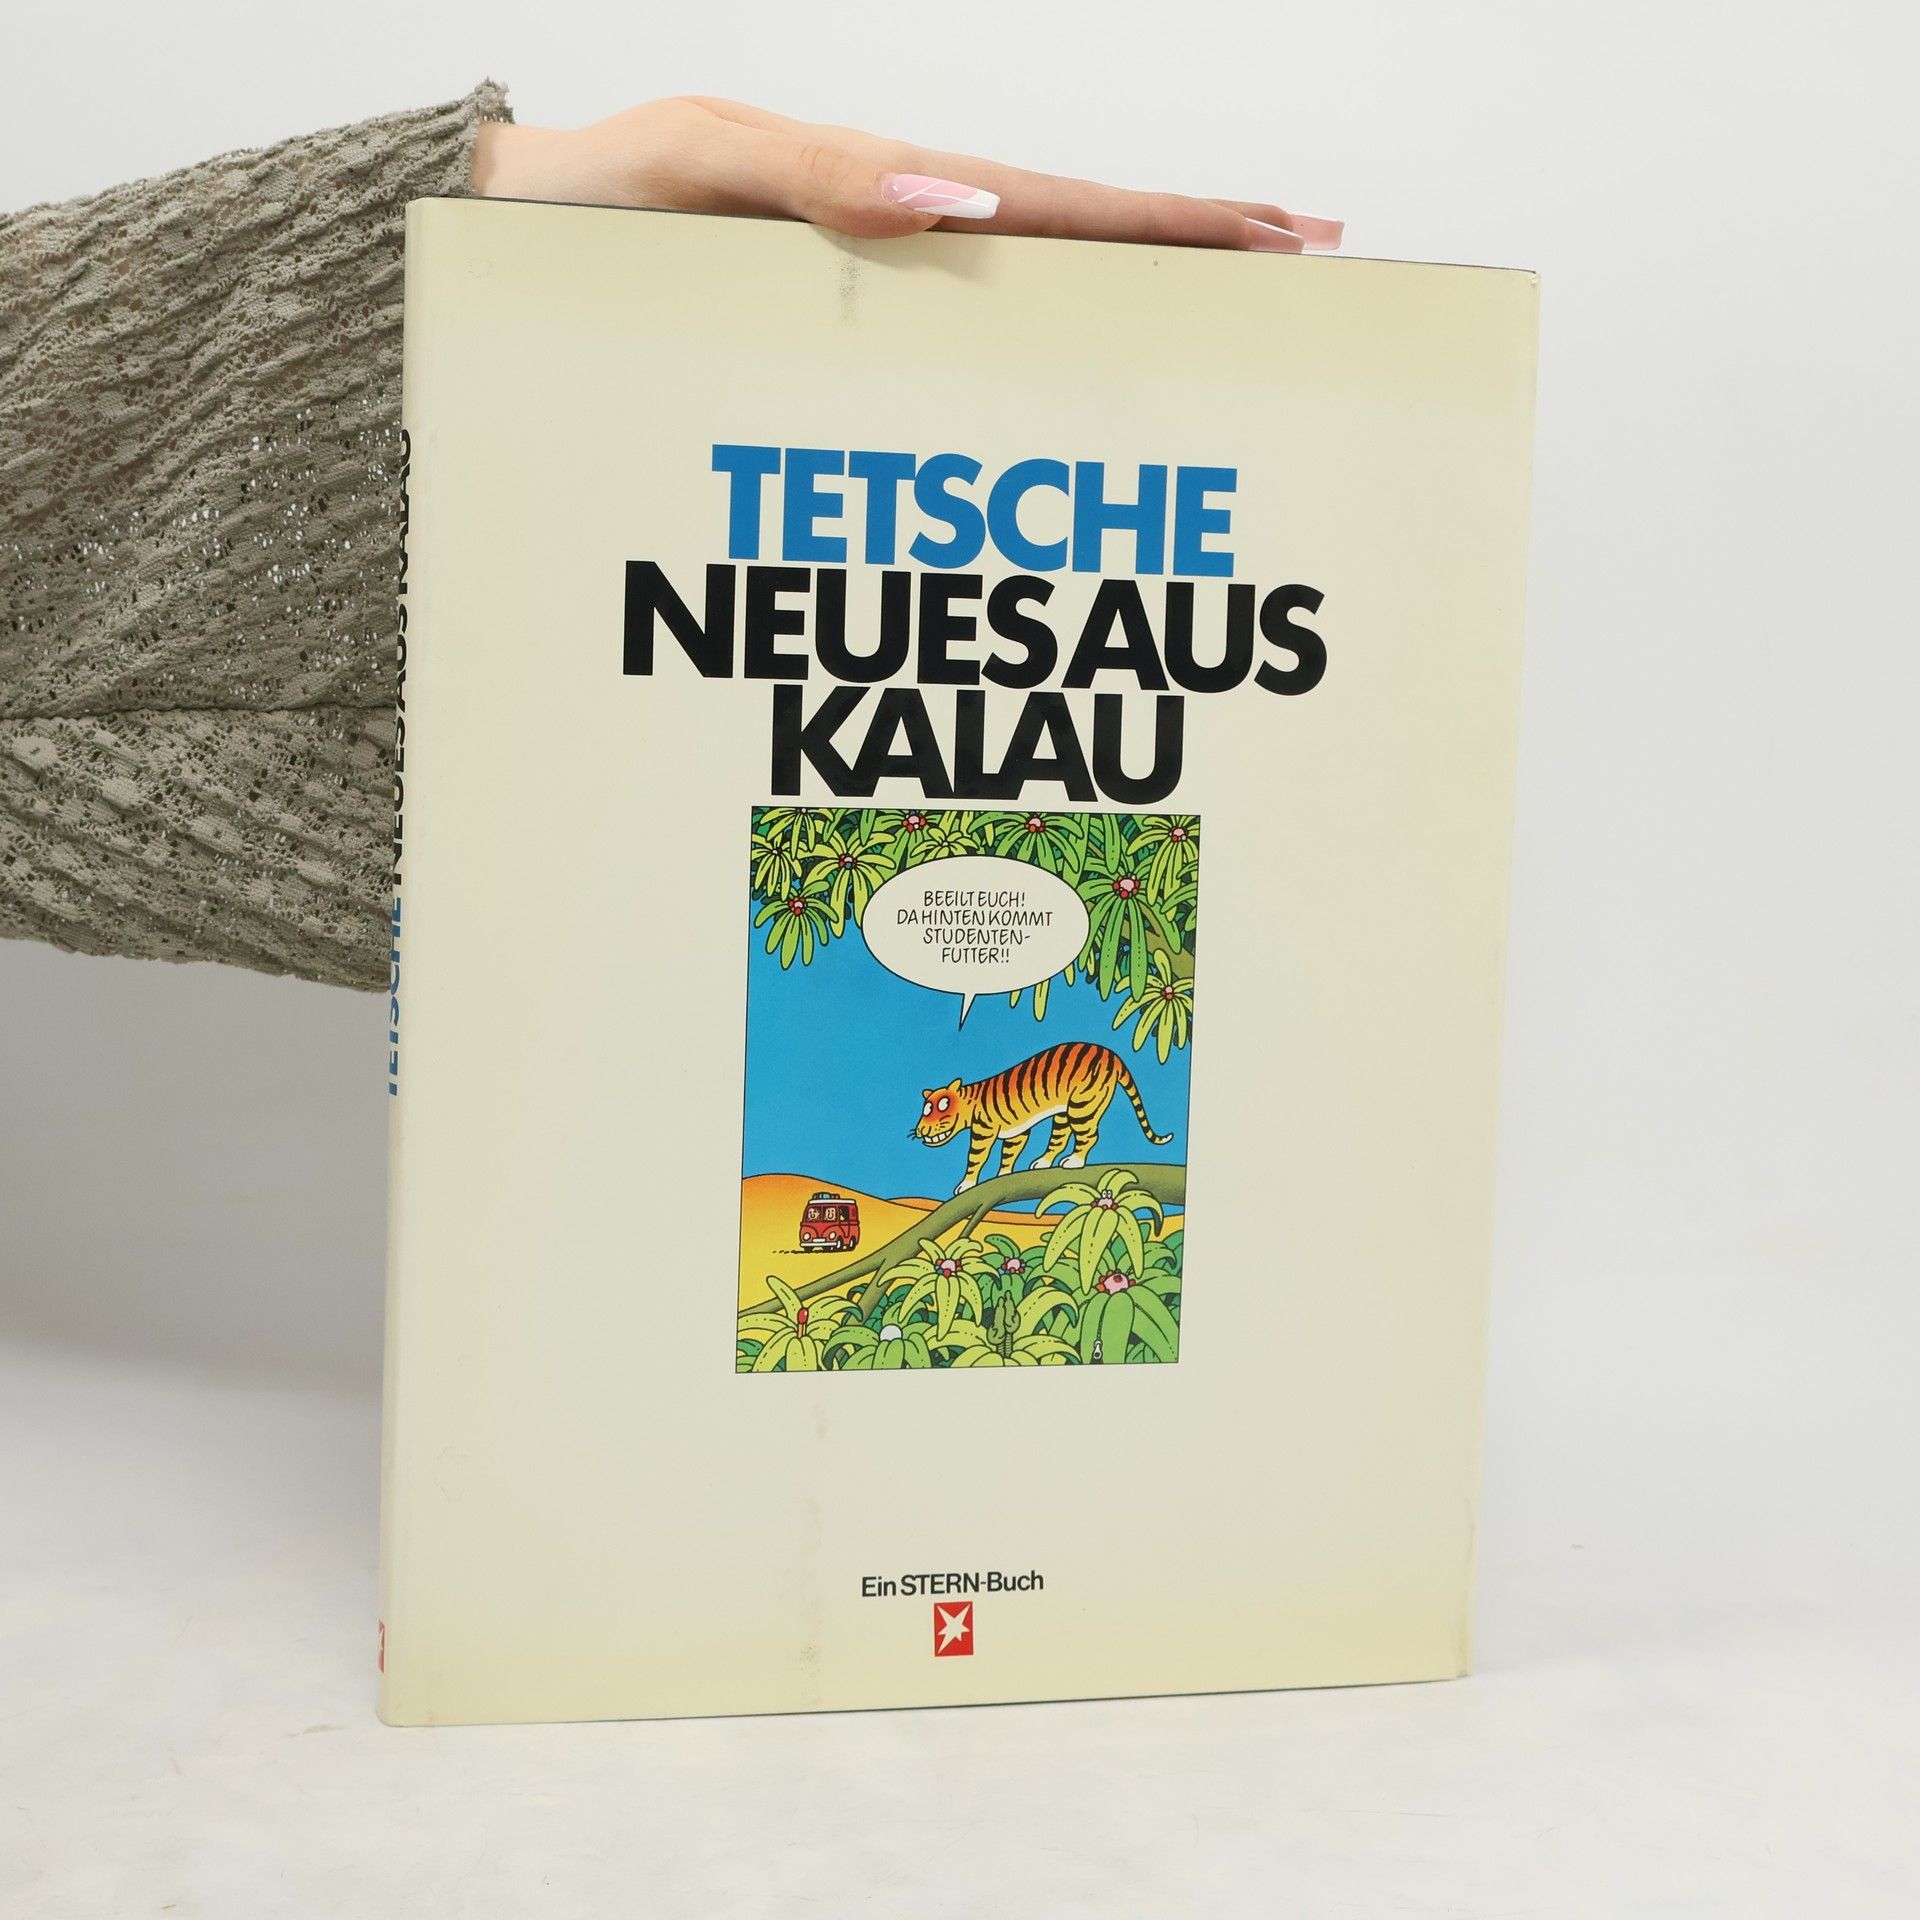 TETSCHE
NEUES AUS
KALAU
BEEILT EUCH!
DA HINTEN KOMMT
STUDENTEN-
FUTTER!!
Ein STERN-Buch
TETSCHE NEUES AUS KALAU